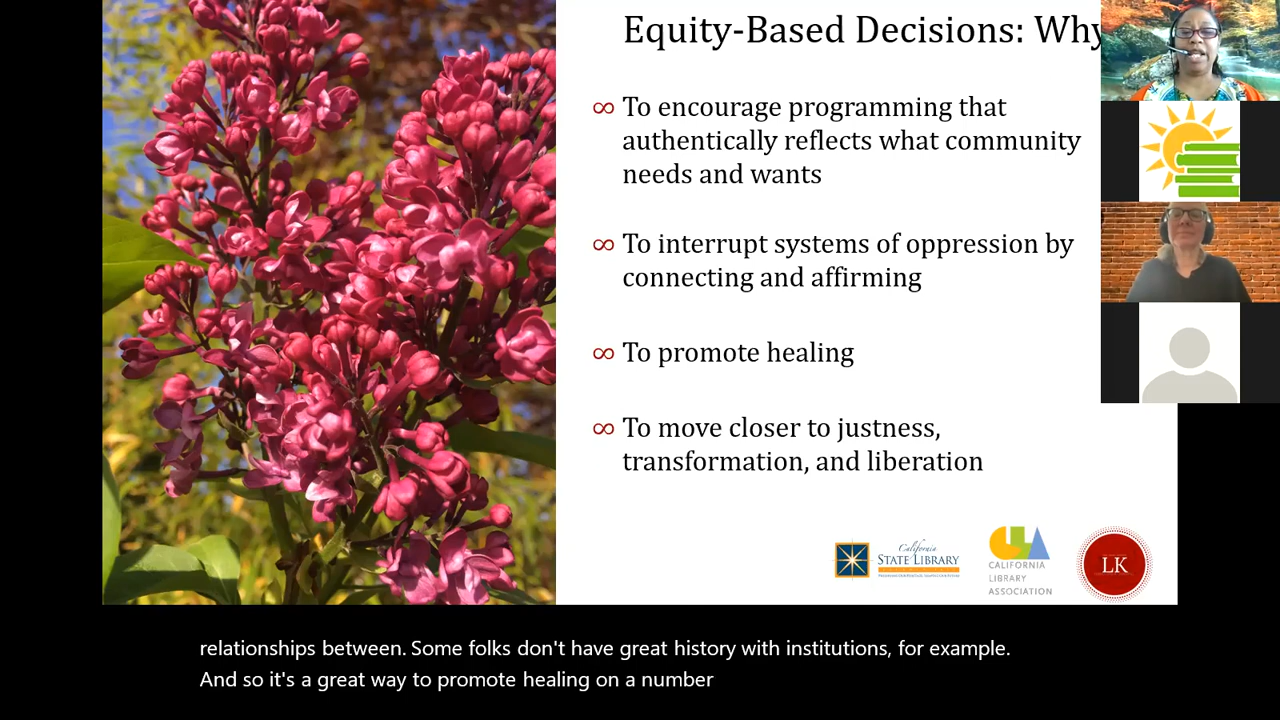 Equity-Based Decisions: Why
∞ To encourage programming that
authentically reflects what community
needs and wants
∞ To interrupt systems of oppression by
connecting and affirming
∞ To promote healing
∞ To move closer to justness,
transformation, and liberation
California
STATE LIBRARY
CALIFORNIA
LIBRARY
ASSOCIATION
LK
relationships between. Some folks don't have great history with institutions, for example.
And so it's a great way to promote healing on a number